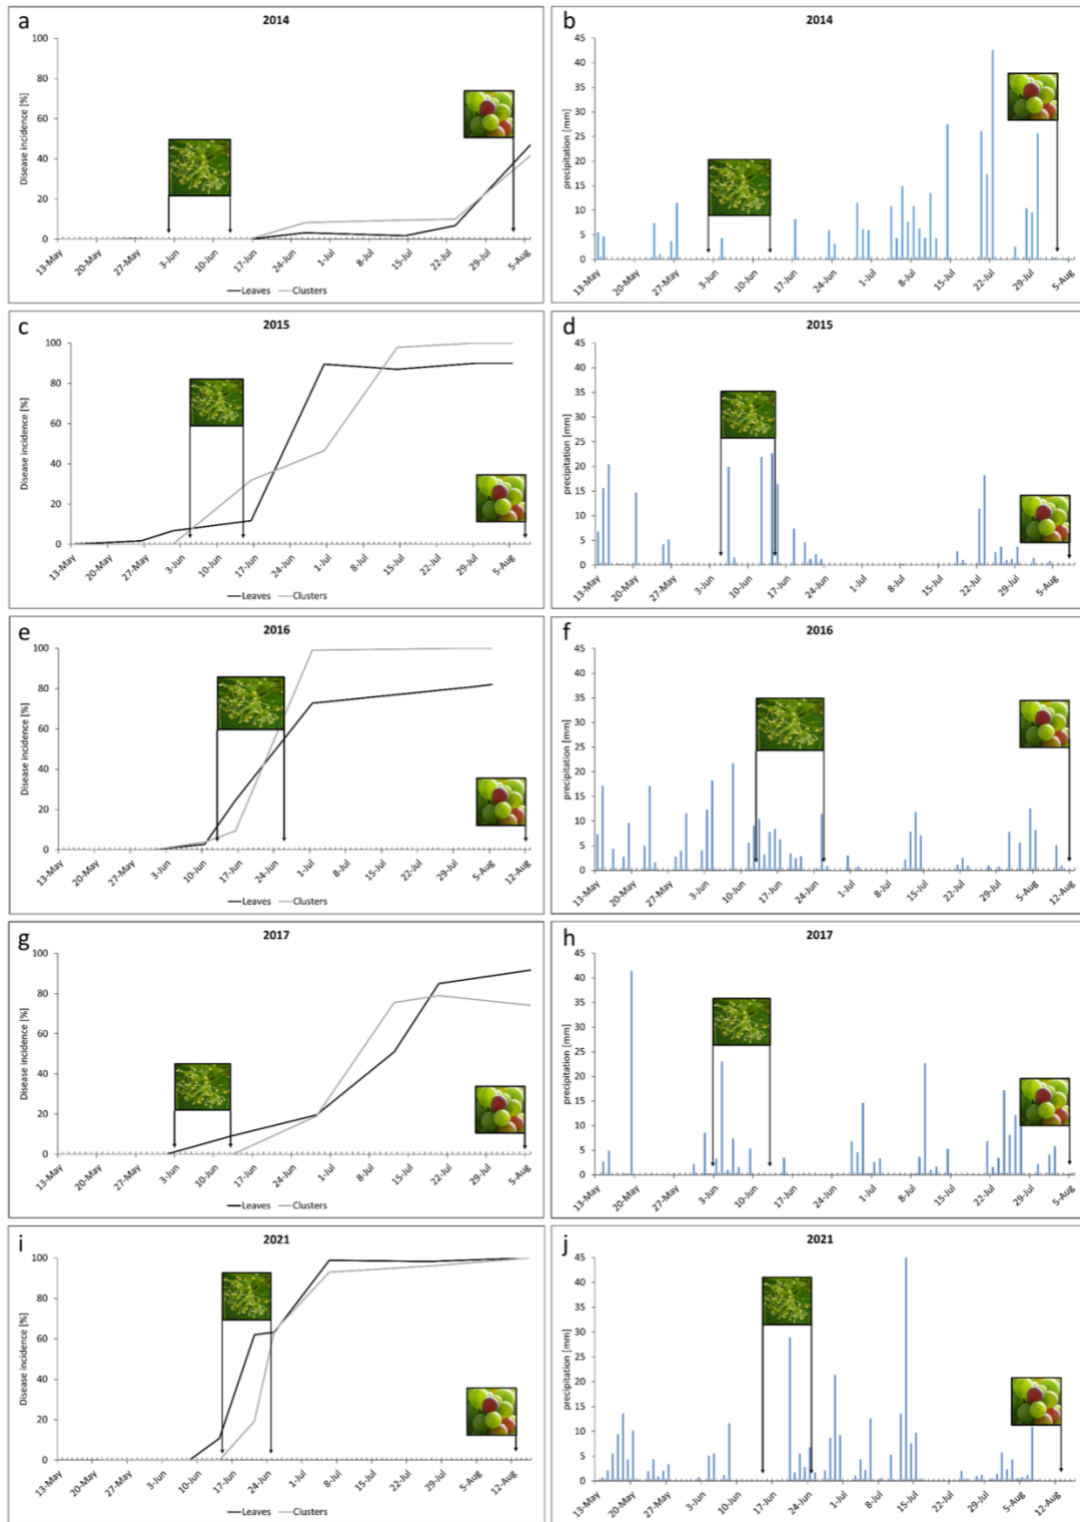 a
2014
Disease incidence [%]
100
80
60
40
20
0
13-May 20-May 27-May 3-Jun 10-Jun 17-Jun 24-Jun 1-Jul 8-Jul 15-Jul 22-Jul 29-Jul 5-Aug
Leaves Clusters
b
2014
precipitation [mm]
45
40
35
30
25
20
15
10
5
0
13-May 20-May 27-May 3-Jun 10-Jun 17-Jun 24-Jun 1-Jul 8-Jul 15-Jul 22-Jul 29-Jul 5-Aug
c
2015
Disease incidence [%]
100
80
60
40
20
0
13-May 20-May 27-May 3-Jun 10-Jun 17-Jun 24-Jun 1-Jul 8-Jul 15-Jul 22-Jul 29-Jul 5-Aug
Leaves Clusters
d
2015
precipitation [mm]
45
40
35
30
25
20
15
10
5
0
13-May 20-May 27-May 3-Jun 10-Jun 17-Jun 24-Jun 1-Jul 8-Jul 15-Jul 22-Jul 29-Jul 5-Aug
e
2016
Disease incidence [%]
100
80
60
40
20
0
13-May 20-May 27-May 3-Jun 10-Jun 17-Jun 24-Jun 1-Jul 8-Jul 15-Jul 22-Jul 29-Jul 5-Aug 12-Aug
Leaves Clusters
f
2016
precipitation [mm]
45
40
35
30
25
20
15
10
5
0
13-May 20-May 27-May 3-Jun 10-Jun 17-Jun 24-Jun 1-Jul 8-Jul 15-Jul 22-Jul 29-Jul 5-Aug 12-Aug
g
2017
Disease incidence [%]
100
80
60
40
20
0
13-May 20-May 27-May 3-Jun 10-Jun 17-Jun 24-Jun 1-Jul 8-Jul 15-Jul 22-Jul 29-Jul 5-Aug
Leaves Clusters
h
2017
precipitation [mm]
45
40
35
30
25
20
15
10
5
0
13-May 20-May 27-May 3-Jun 10-Jun 17-Jun 24-Jun 1-Jul 8-Jul 15-Jul 22-Jul 29-Jul 5-Aug
i
2021
Disease incidence [%]
100
80
60
40
20
0
13-May 20-May 27-May 3-Jun 10-Jun 17-Jun 24-Jun 1-Jul 8-Jul 15-Jul 22-Jul 29-Jul 5-Aug 12-Aug
Leaves Clusters
j
2021
precipitation [mm]
45
40
35
30
25
20
15
10
5
0
13-May 20-May 27-May 3-Jun 10-Jun 17-Jun 24-Jun 1-Jul 8-Jul 15-Jul 22-Jul 29-Jul 5-Aug 12-Aug